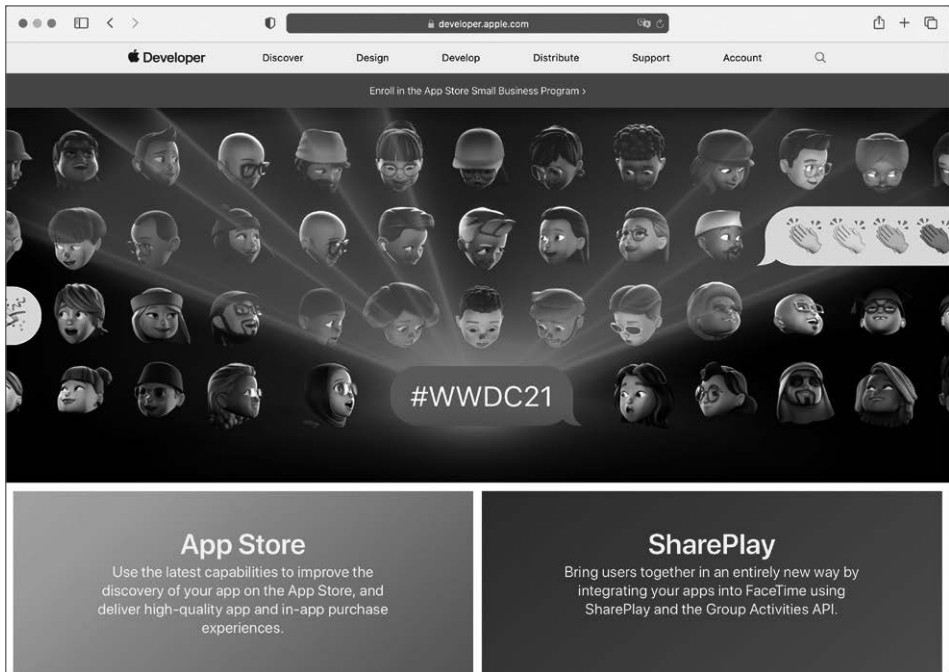 developer.apple.com
Developer
Discover
Design
Develop
Distribute
Support
Account
Enroll in the App Store Small Business Program ›
#WWDC21
App Store
Use the latest capabilities to improve the
discovery of your app on the App Store, and
deliver high-quality app and in-app purchase
experiences.
SharePlay
Bring users together in an entirely new way by
integrating your apps into FaceTime using
SharePlay and the Group Activities API.